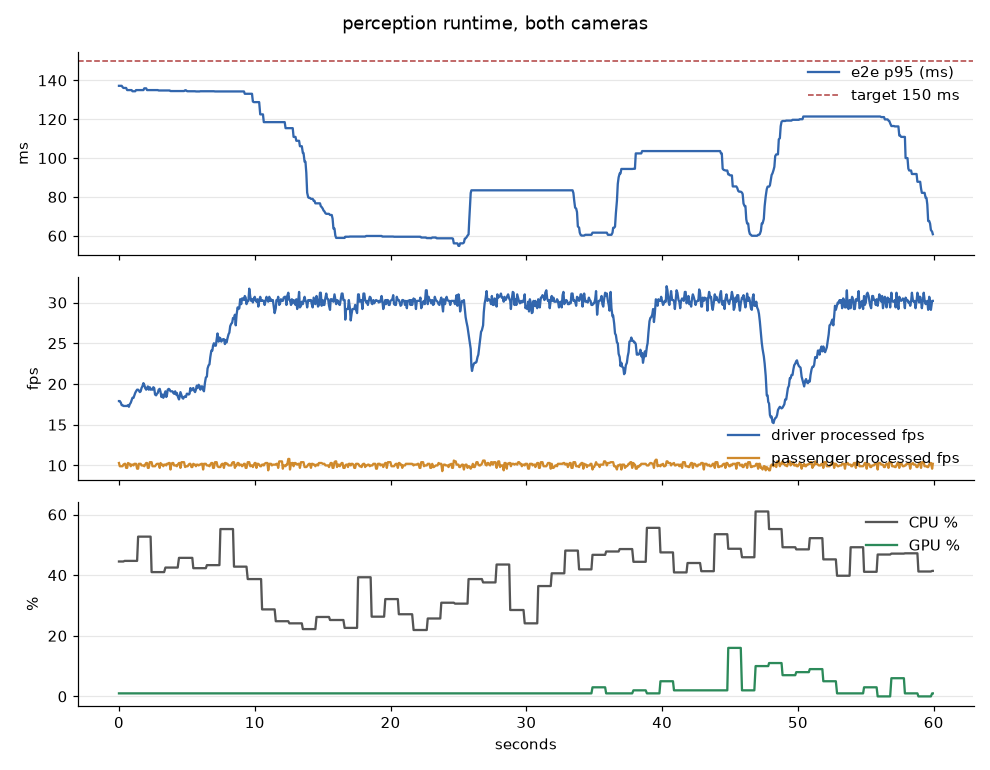 perception runtime, both cameras
140
120
100
80
60
ms
e2e p95 (ms)
target 150 ms
30
25
20
15
10
fps
driver processed fps
passenger processed fps
60
40
20
0
%
CPU %
GPU %
0 10 20 30 40 50 60
seconds